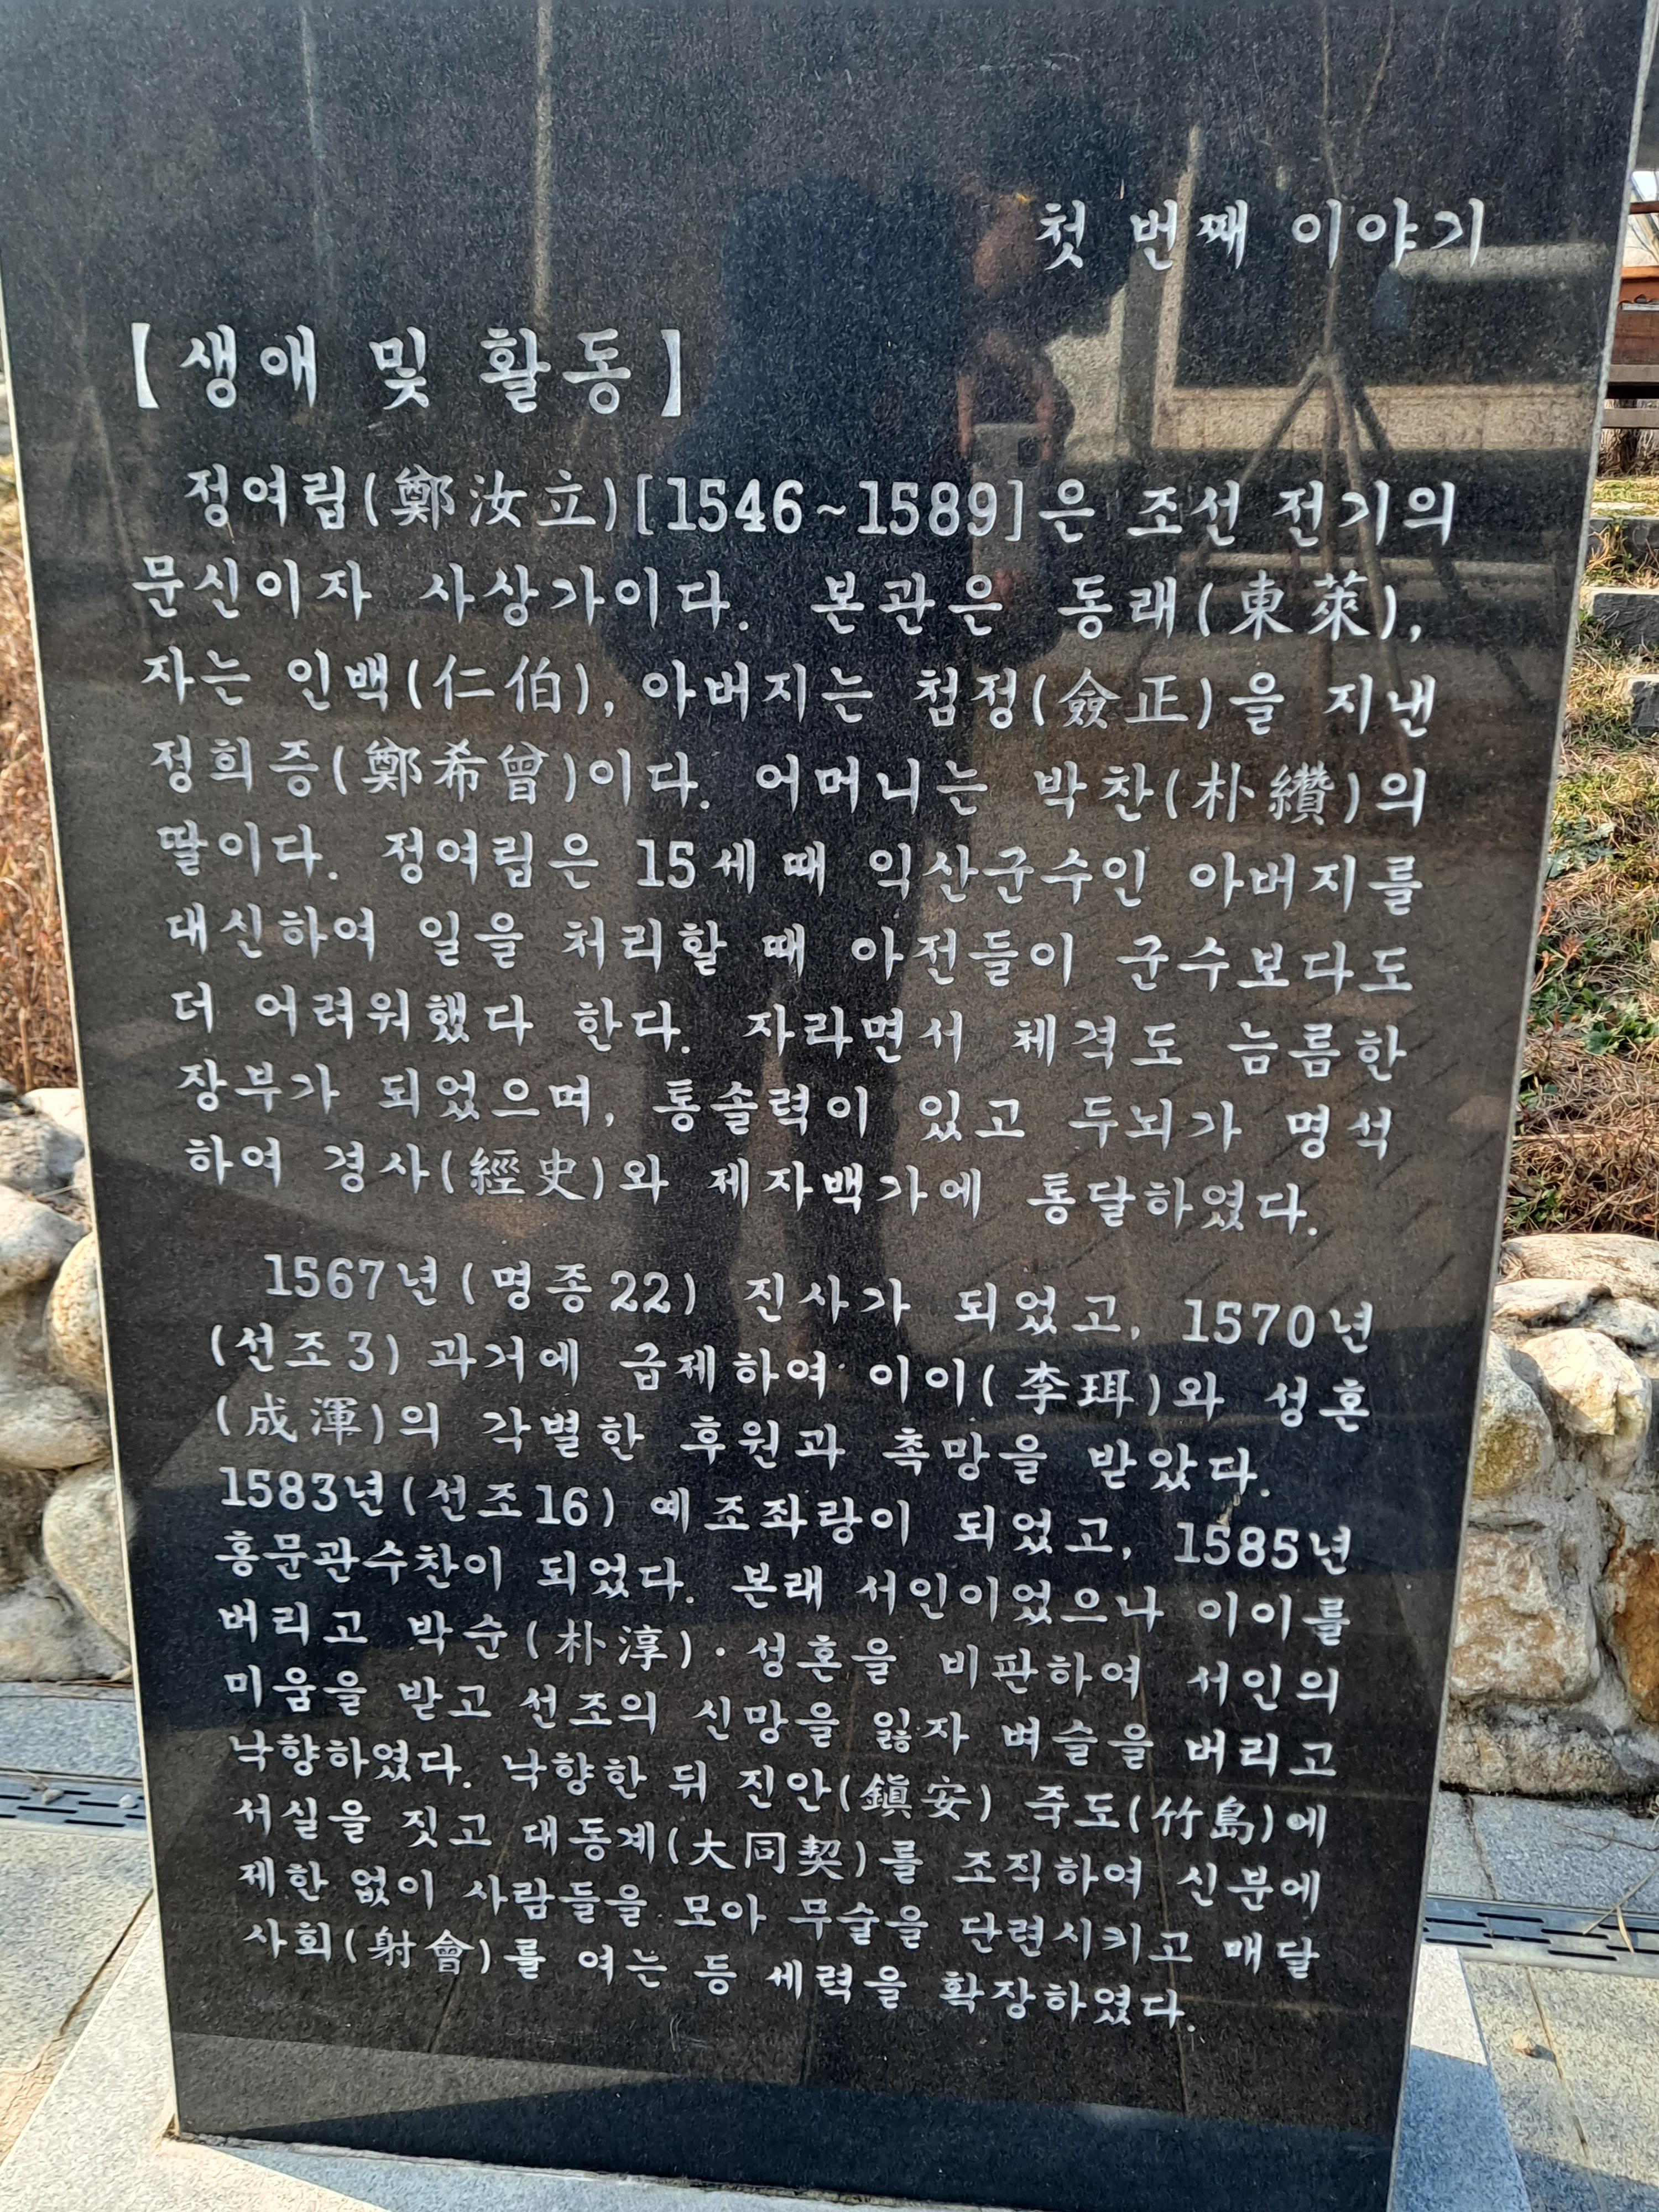 첫 번째 이야기
【생애 및 활동】
정여립(鄭汝立)[1546~1589]은 조선 전기의
문신이자 사상가이다. 본관은 동래(東萊),
자는 인백(仁伯), 아버지는 첨정(僉正)을 지낸
정희증(鄭希曾)이다. 어머니는 박찬(朴纘)의
딸이다. 정여립은 15세 때 익산군수인 아버지를
대신하여 일을 처리할 때 아전들이 군수보다도
더 어려워했다 한다. 자라면서 체격도 늠름한
장부가 되었으며, 통솔력이 있고 두뇌가 명석
하여 경사(經史)와 제자백가에 통달하였다.
1567년(명종22) 진사가 되었고, 1570년
(선조3) 과거에 급제하여 이이(李珥)와 성혼
(成渾)의 각별한 후원과 촉망을 받았다.
1583년(선조16) 예조좌랑이 되었고, 1585년
홍문관수찬이 되었다. 본래 서인이었으나 이이를
버리고 박순(朴淳)·성혼을 비판하여 서인의
미움을 받고 선조의 신망을 잃자 벼슬을 버리고
낙향하였다. 낙향한 뒤 진안(鎭安) 죽도(竹島)에
서실을 짓고 대동계(大同契)를 조직하여 신분에
제한 없이 사람들을 모아 무술을 단련시키고 매달
사회(射會)를 여는 등 세력을 확장하였다.